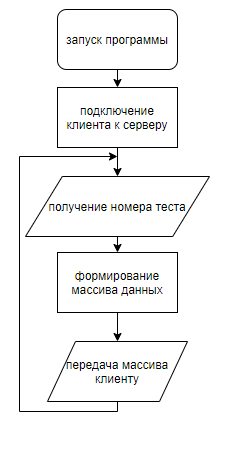 запуск программы
подключение
клиента к серверу
получение номера теста
формирование
массива данных
передача массива
клиенту